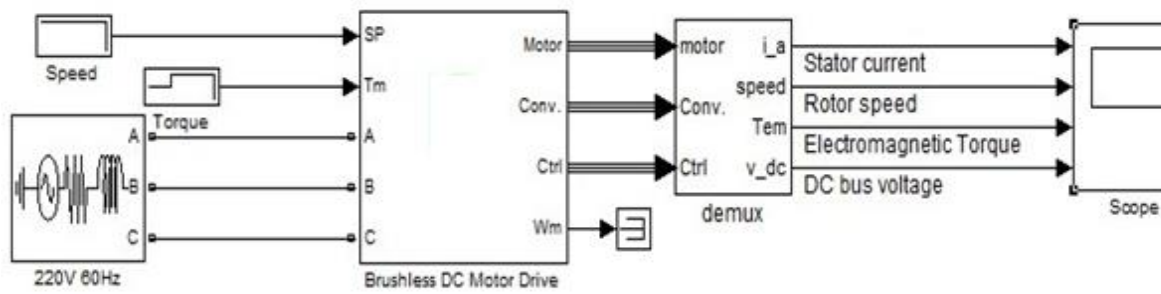 Speed
Torque
A
B
C
220V 60Hz
SP
Tm
A
B
C
Motor
Conv.
Ctrl
Wm
Brushless DC Motor Drive
motor
Conv.
Ctrl
i_a
speed
Tem
v_dc
demux
Stator current
Rotor speed
Electromagnetic Torque
DC bus voltage
Scope